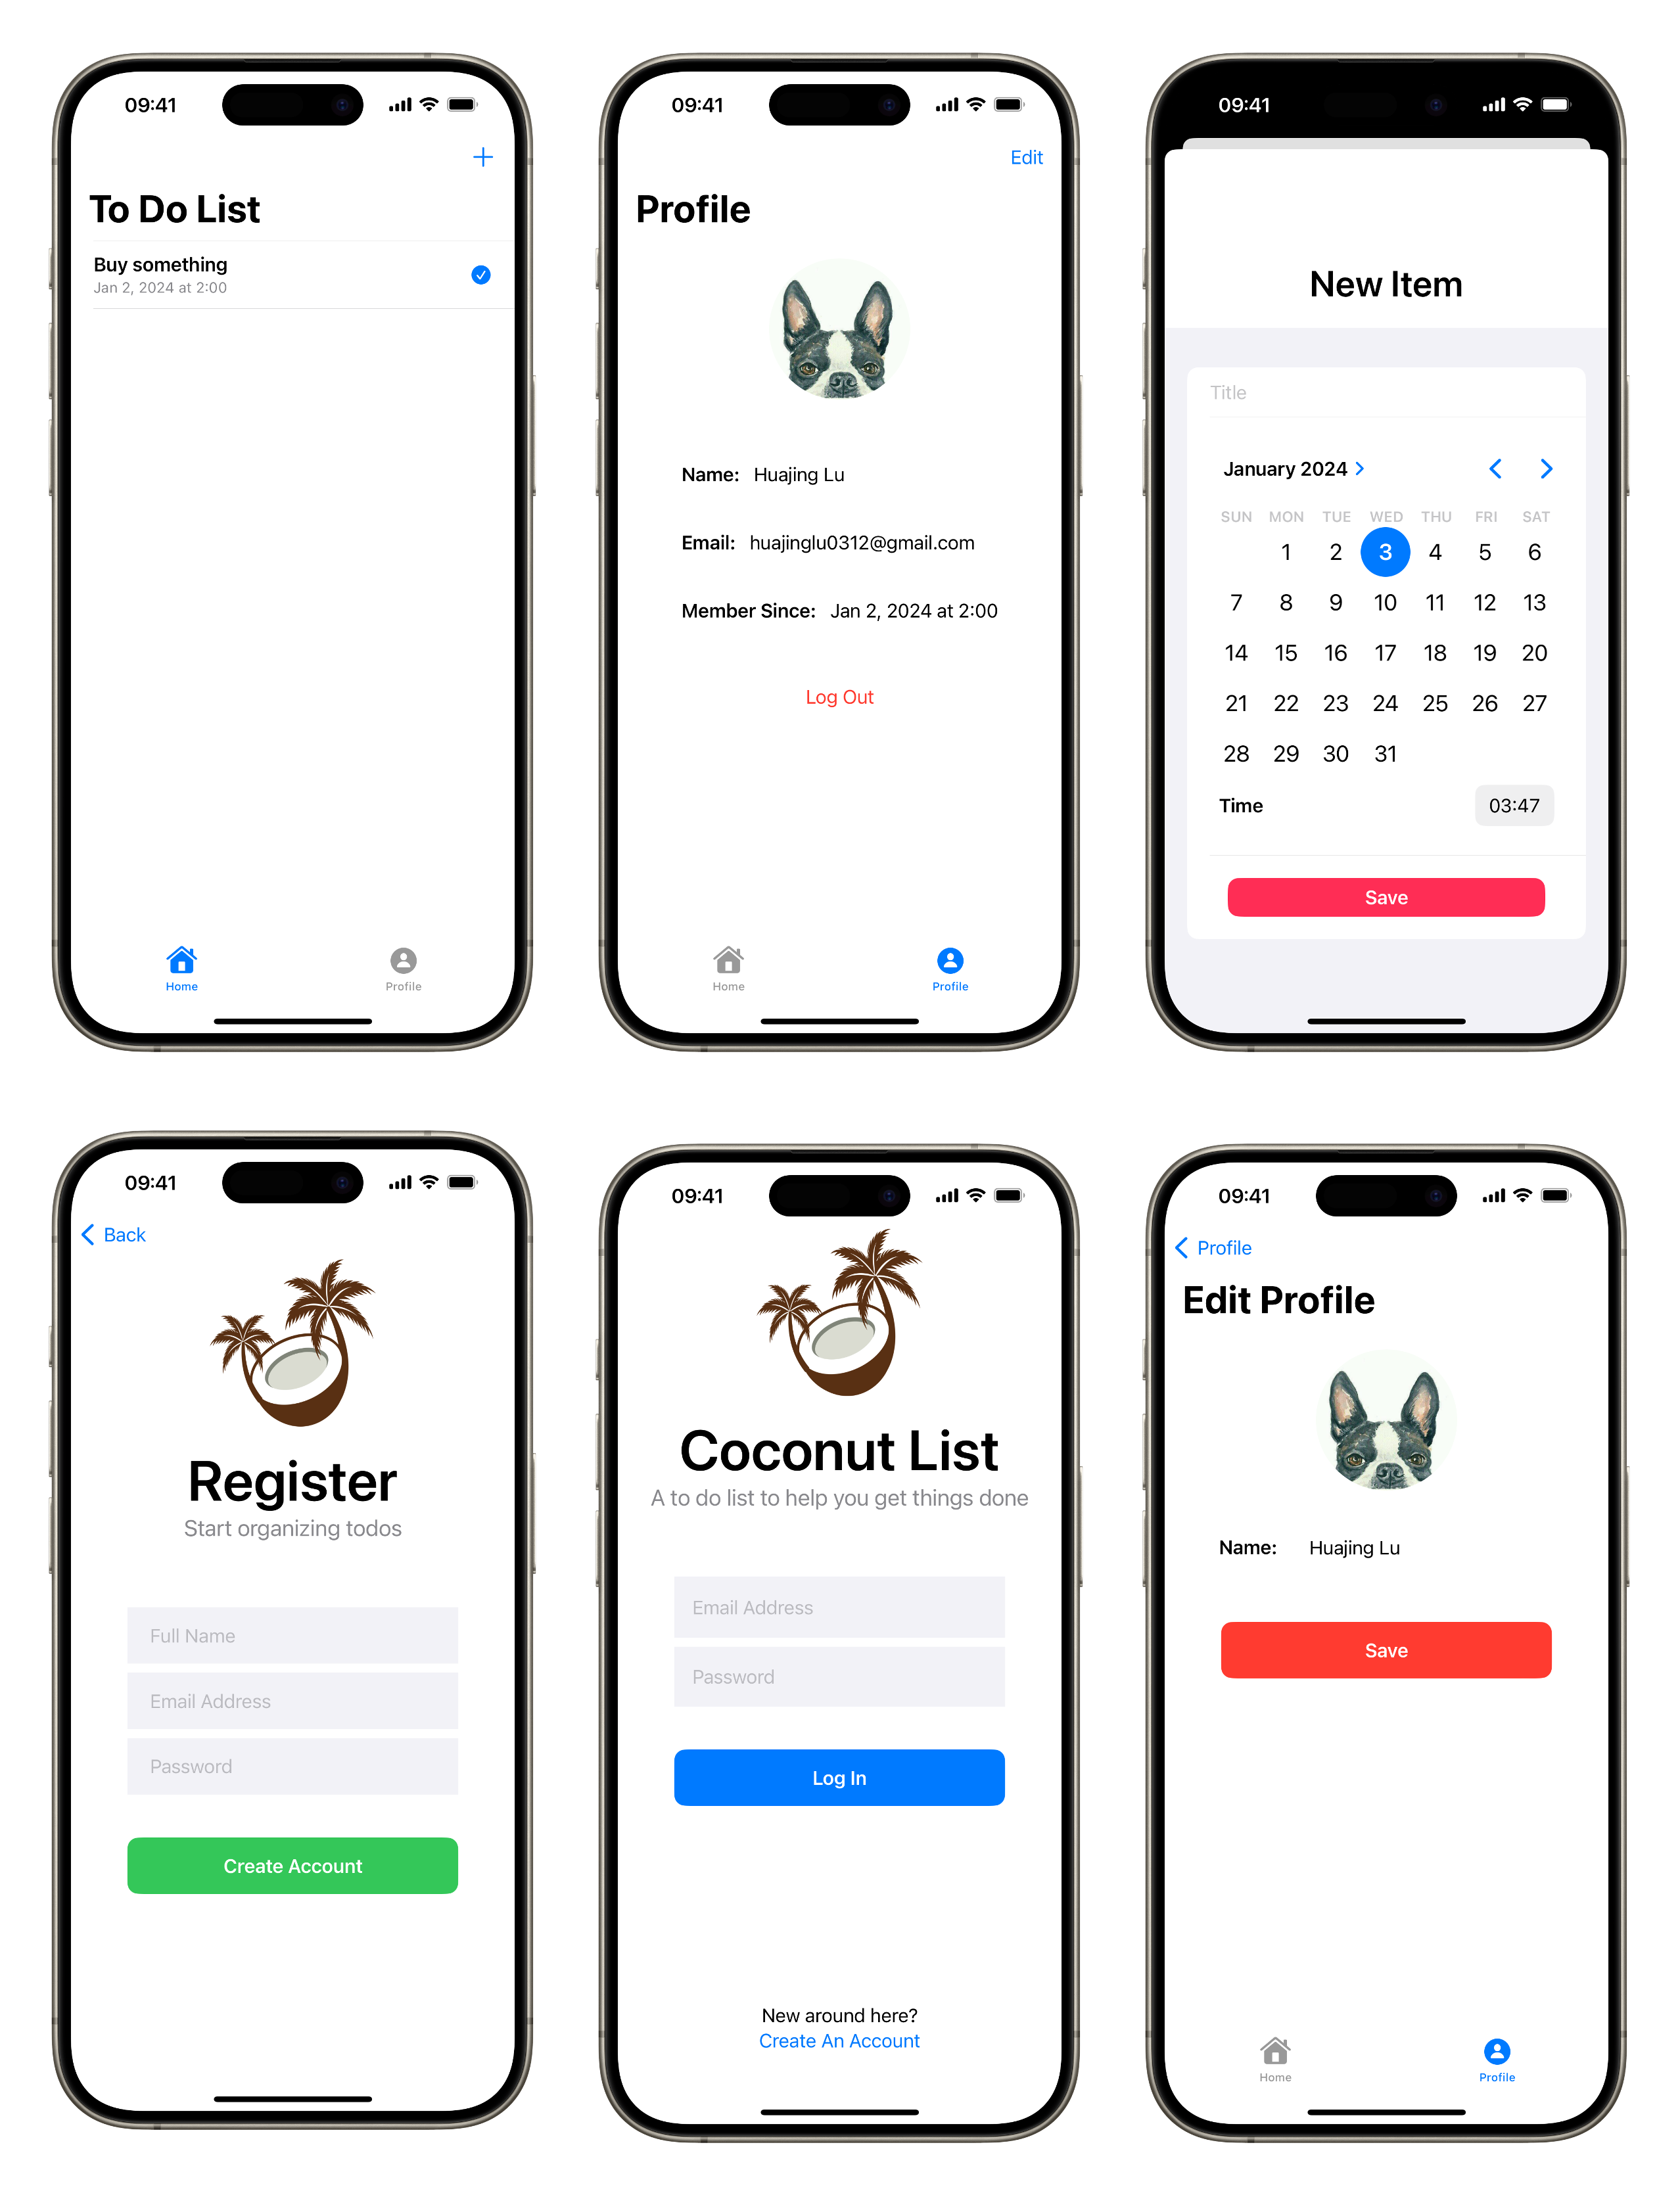 09:41
To Do List
Buy something
Jan 2, 2024 at 2:00
Home
Profile
09:41
Edit
Profile
Name: Huajing Lu
Email: huajinglu0312@gmail.com
Member Since: Jan 2, 2024 at 2:00
Log Out
Home
Profile
09:41
New Item
Title
January 2024
SUN MON TUE WED THU FRI SAT
1 2 3 4 5 6
7 8 9 10 11 12 13
14 15 16 17 18 19 20
21 22 23 24 25 26 27
28 29 30 31
Time 03:47
Save
09:41
Back
Register
Start organizing todos
Full Name
Email Address
Password
Create Account
09:41
Coconut List
A to do list to help you get things done
Email Address
Password
Log In
New around here?
Create An Account
09:41
Profile
Edit Profile
Name: Huajing Lu
Save
Home
Profile